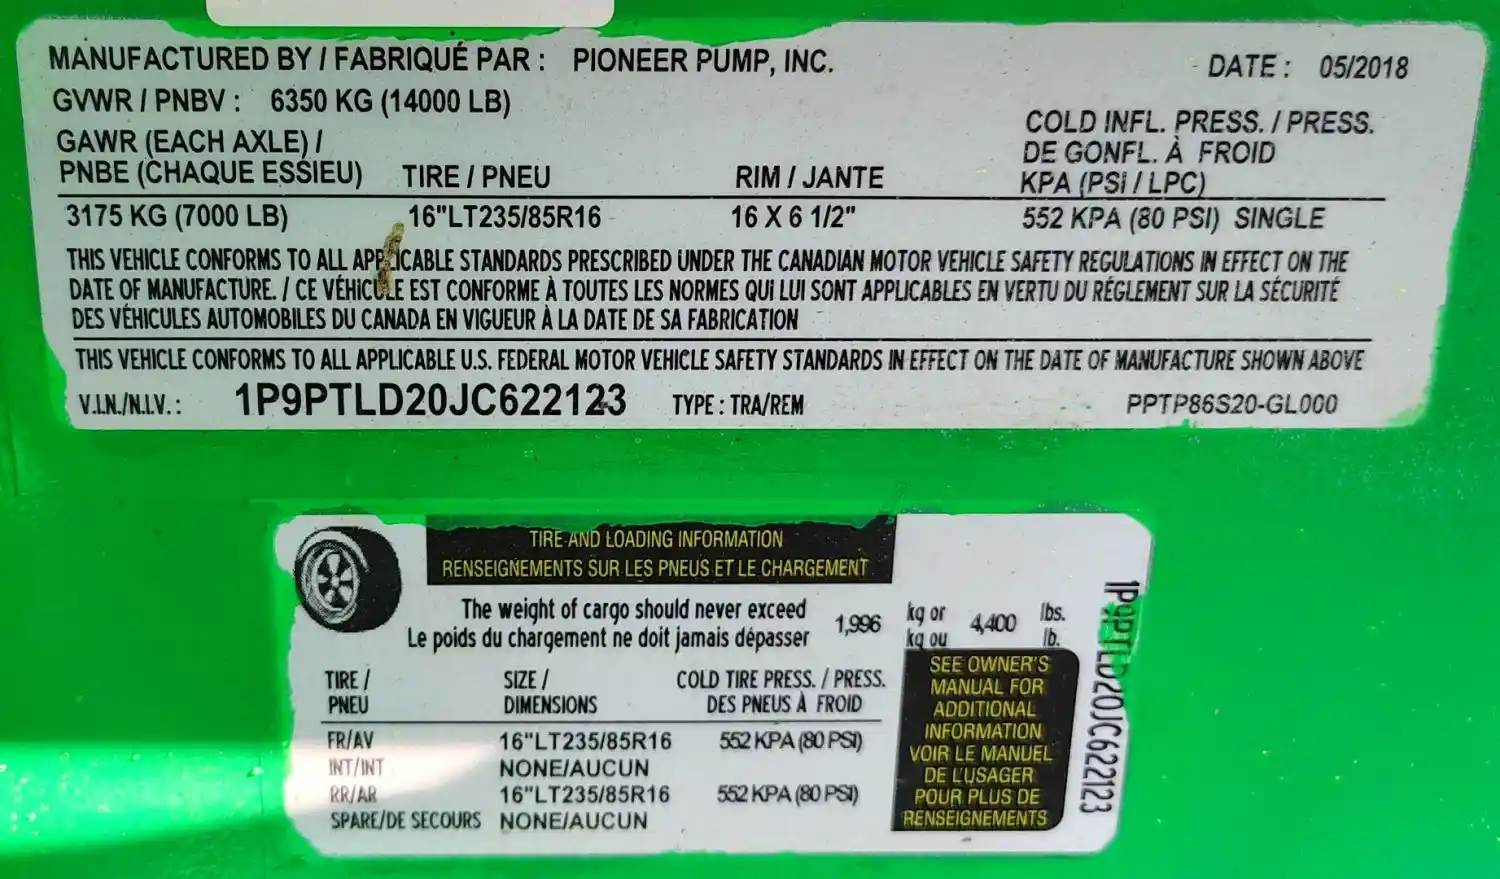 MANUFACTURED BY / FABRIQUÉ PAR : PIONEER PUMP, INC. DATE : 05/2018
GVWR / PNBV : 6350 KG (14000 LB)
GAWR (EACH AXLE) /
PNBE (CHAQUE ESSIEU) TIRE / PNEU RIM / JANTE
COLD INFL. PRESS. / PRESS.
DE GONFL. À FROID
KPA (PSI / LPC)
3175 KG (7000 LB) 16"LT235/85R16 16 X 6 1/2" 552 KPA (80 PSI) SINGLE
THIS VEHICLE CONFORMS TO ALL APPLICABLE STANDARDS PRESCRIBED UNDER THE CANADIAN MOTOR VEHICLE SAFETY REGULATIONS IN EFFECT ON THE
DATE OF MANUFACTURE. / CE VÉHICULE EST CONFORME À TOUTES LES NORMES QUI LUI SONT APPLICABLES EN VERTU DU RÉGLEMENT SUR LA SÉCURITÉ
DES VÉHICULES AUTOMOBILES DU CANADA EN VIGUEUR À LA DATE DE SA FABRICATION
THIS VEHICLE CONFORMS TO ALL APPLICABLE U.S. FEDERAL MOTOR VEHICLE SAFETY STANDARDS IN EFFECT ON THE DATE OF MANUFACTURE SHOWN ABOVE
V.I.N./N.I.V. : 1P9PTLD20JC622123 TYPE : TRA/REM PPTP86S20-GL000
TIRE AND LOADING INFORMATION
RENSEIGNEMENTS SUR LES PNEUS ET LE CHARGEMENT
The weight of cargo should never exceed 1,996 kg or 4,400 lbs.
Le poids du chargement ne doit jamais dépasser kg ou lb.
TIRE / SIZE / COLD TIRE PRESS. / PRESS.
PNEU DIMENSIONS DES PNEUS À FROID
FR/AV 16"LT235/85R16 552 KPA (80 PSI)
INT/INT NONE/AUCUN
RR/AR 16"LT235/85R16 552 KPA (80 PSI)
SPARE/DE SECOURS NONE/AUCUN
SEE OWNER'S
MANUAL FOR
ADDITIONAL
INFORMATION
VOIR LE MANUEL
DE L'USAGER
POUR PLUS DE
RENSEIGNEMENTS
1P9PTLD20JC622123